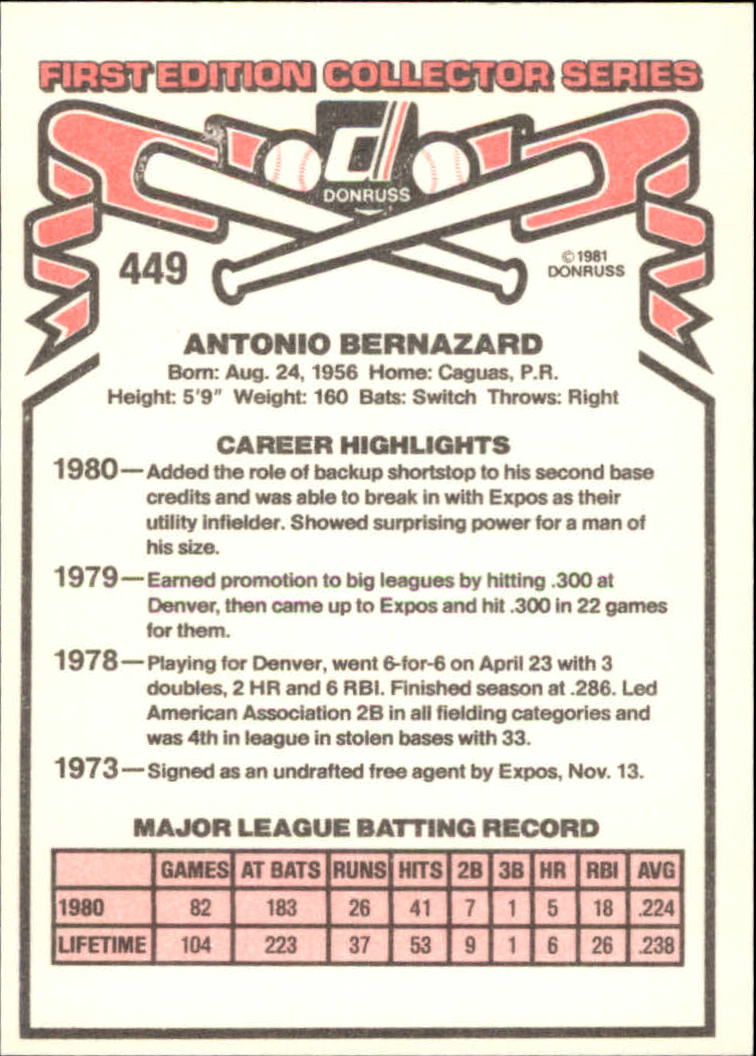 FIRST EDITION COLLECTOR SERIES
d
DONRUSS
449
©1981
DONRUSS
ANTONIO BERNAZARD
Born: Aug. 24, 1956 Home: Caguas, P.R.
Height: 5'9" Weight: 160 Bats: Switch Throws: Right
CAREER HIGHLIGHTS
1980—Added the role of backup shortstop to his second base
credits and was able to break in with Expos as their
utility infielder. Showed surprising power for a man of
his size.
1979—Earned promotion to big leagues by hitting .300 at
Denver, then came up to Expos and hit .300 in 22 games
for them.
1978—Playing for Denver, went 6-for-6 on April 23 with 3
doubles, 2 HR and 6 RBI. Finished season at .286. Led
American Association 2B in all fielding categories and
was 4th in league in stolen bases with 33.
1973—Signed as an undrafted free agent by Expos, Nov. 13.
MAJOR LEAGUE BATTING RECORD
GAMES AT BATS RUNS HITS 2B 3B HR RBI AVG
1980 82 183 26 41 7 1 5 18 .224
LIFETIME 104 223 37 53 9 1 6 26 .238